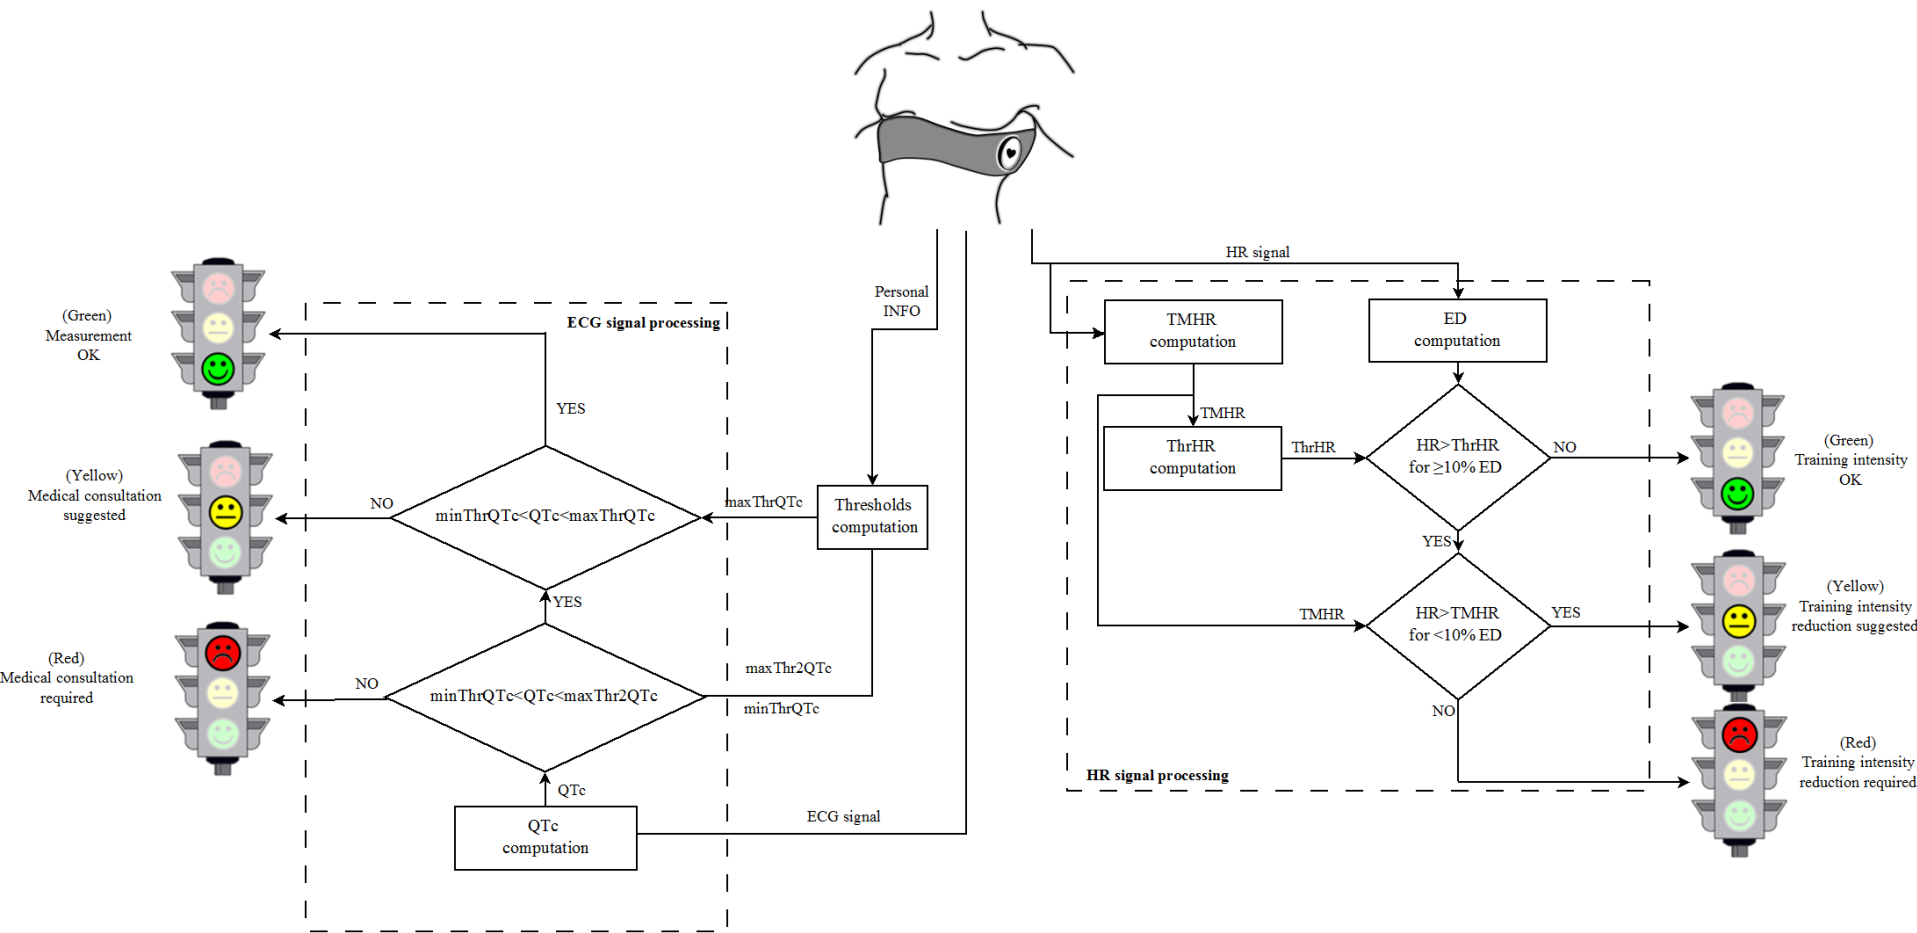 HR signal
Personal
INFO
(Green)
Measurement
OK
ECG signal processing
YES
(Yellow)
Medical consultation
suggested
NO
minThrQTc<QTc<maxThrQTc
maxThrQTc
Thresholds
computation
YES
(Red)
Medical consultation
required
NO
minThrQTc<QTc<maxThr2QTc
maxThr2QTc
minThrQTc
QTc
QTc
computation
ECG signal
TMHR
computation
ED
computation
TMHR
ThrHR
computation
ThrHR
HR>ThrHR
for ≥10% ED
NO
(Green)
Training intensity
OK
YES
TMHR
HR>TMHR
for <10% ED
YES
(Yellow)
Training intensity
reduction suggested
NO
HR signal processing
(Red)
Training intensity
reduction required